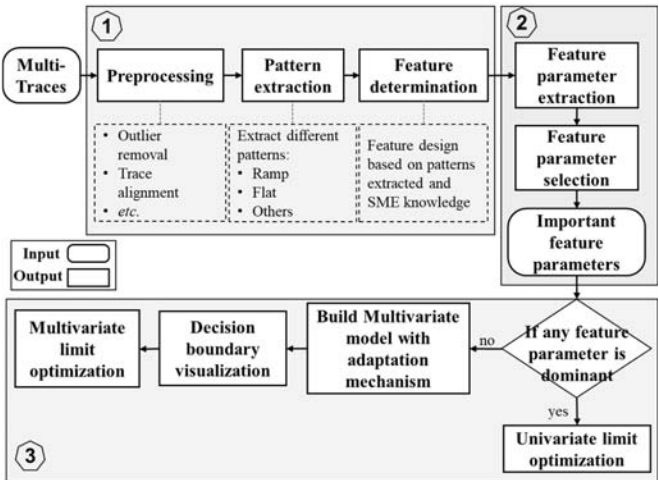 1
2
Multi-
Traces
Preprocessing
Pattern
extraction
Feature
determination
Feature
parameter
extraction
• Outlier
removal
• Trace
alignment
• etc.
Extract different
patterns:
• Ramp
• Flat
• Others
Feature design
based on patterns
extracted and
SME knowledge
Feature
parameter
selection
Important
feature
parameters
Input
Output
Multivariate
limit
optimization
Decision
boundary
visualization
Build Multivariate
model with
adaptation
mechanism
no
If any feature
parameter is
dominant
yes
Univariate limit
optimization
3